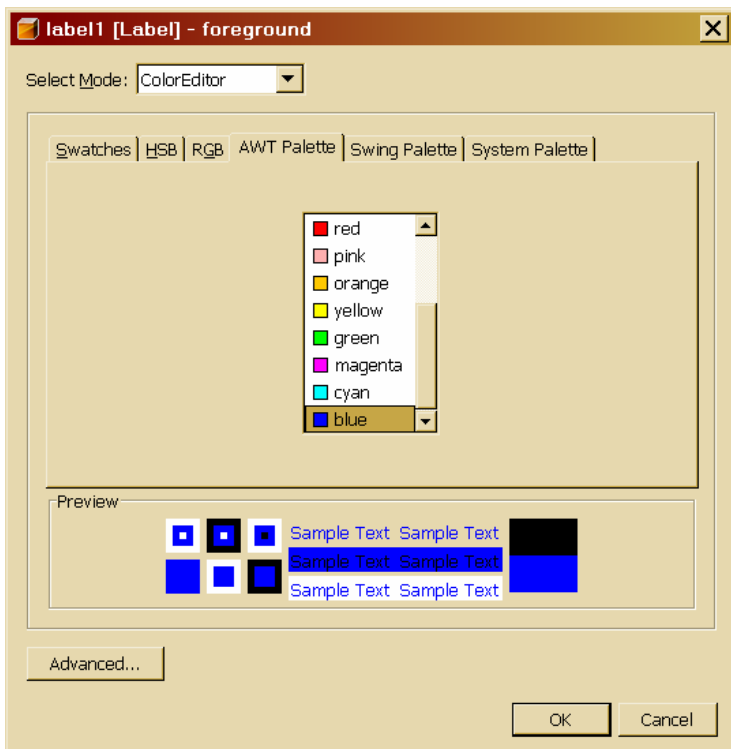 label1 [Label] - foreground
Select Mode: ColorEditor
Swatches HSB RGB AWT Palette Swing Palette System Palette
red
pink
orange
yellow
green
magenta
cyan
blue
Preview
Sample Text Sample Text
Sample Text Sample Text
Sample Text Sample Text
Advanced...
OK Cancel